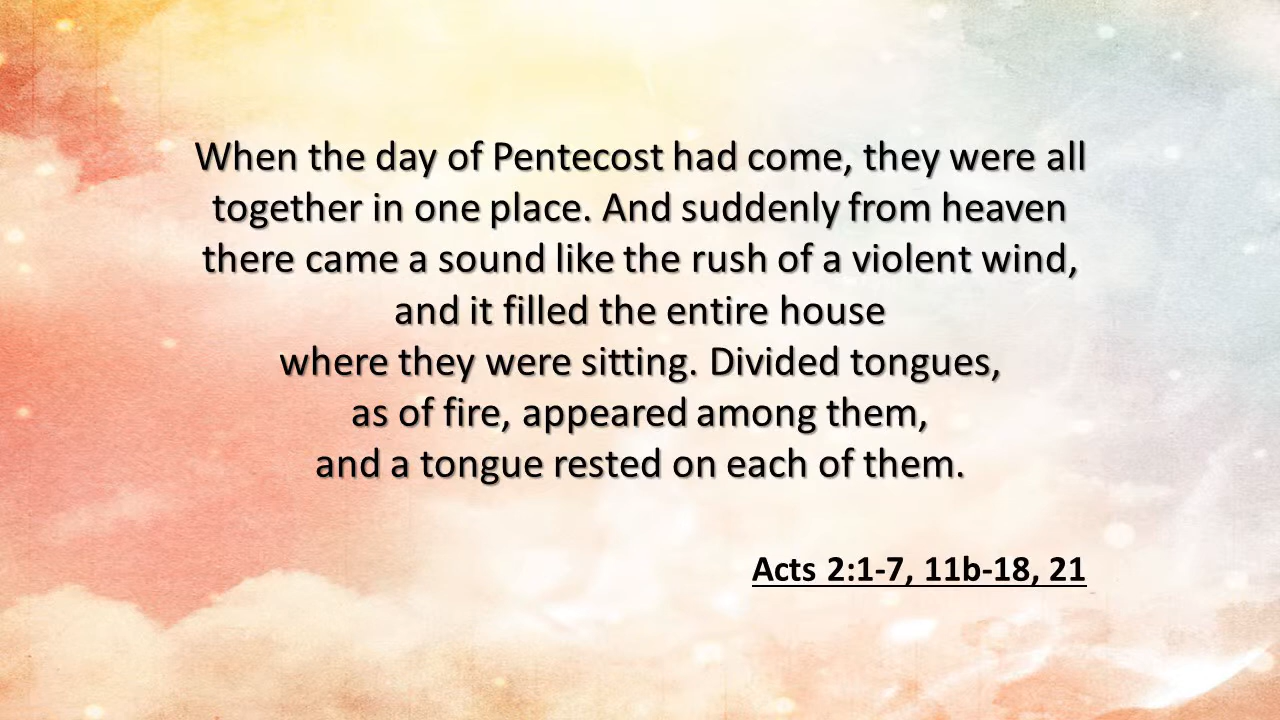 When the day of Pentecost had come, they were all
together in one place. And suddenly from heaven
there came a sound like the rush of a violent wind,
and it filled the entire house
where they were sitting. Divided tongues,
as of fire, appeared among them,
and a tongue rested on each of them.
Acts 2:1-7, 11b-18, 21